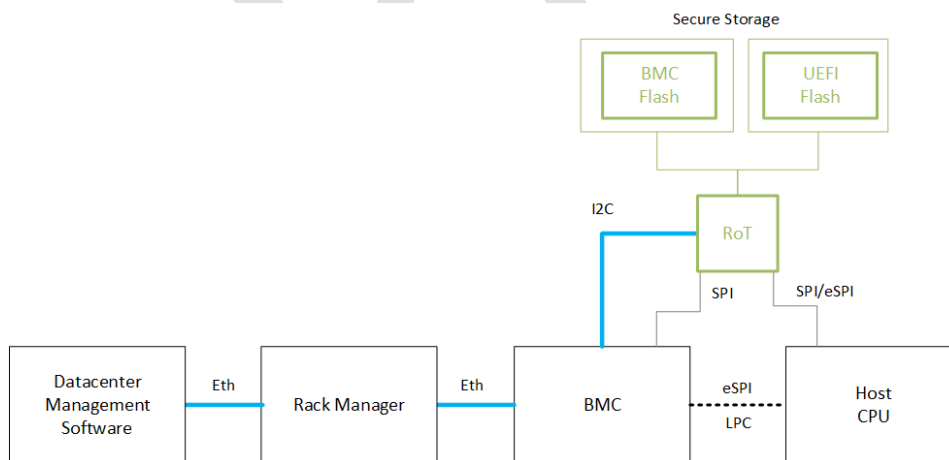 Secure Storage
BMC
Flash
UEFI
Flash
I2C
RoT
SPI
SPI/eSPI
Datacenter
Management
Software
Eth
Rack Manager
Eth
BMC
eSPI
LPC
Host
CPU